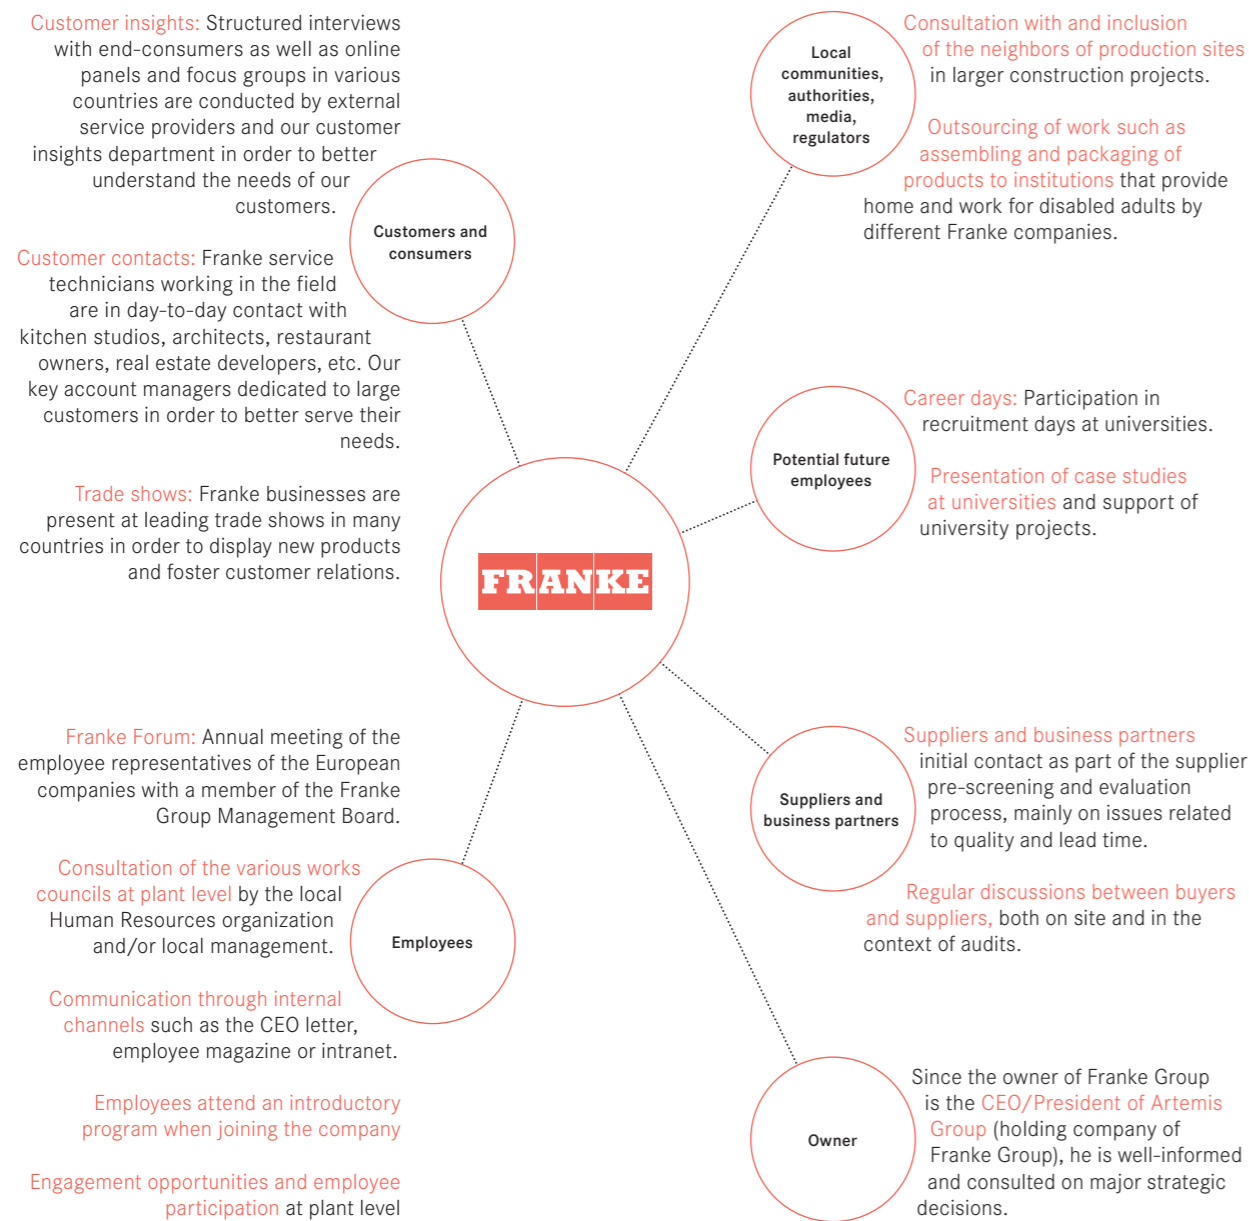 Customer insights: Structured interviews
with end-consumers as well as online
panels and focus groups in various
countries are conducted by external
service providers and our customer
insights department in order to better
understand the needs of our
customers.
Customers and
consumers
Customer contacts: Franke service
technicians working in the field
are in day-to-day contact with
kitchen studios, architects, restaurant
owners, real estate developers, etc. Our
key account managers dedicated to large
customers in order to better serve their
needs.
Trade shows: Franke businesses are
present at leading trade shows in many
countries in order to display new products
and foster customer relations.
Local
communities,
authorities,
media,
regulators
Consultation with and inclusion
of the neighbors of production sites
in larger construction projects.
Outsourcing of work such as
assembling and packaging of
products to institutions that provide
home and work for disabled adults by
different Franke companies.
Potential future
employees
Career days: Participation in
recruitment days at universities.
Presentation of case studies
at universities and support of
university projects.
FRANKE
Franke Forum: Annual meeting of the
employee representatives of the European
companies with a member of the Franke
Group Management Board.
Consultation of the various works
councils at plant level by the local
Human Resources organization
and/or local management.
Employees
Communication through internal
channels such as the CEO letter,
employee magazine or intranet.
Employees attend an introductory
program when joining the company
Engagement opportunities and employee
participation at plant level
Suppliers and
business partners
Suppliers and business partners
initial contact as part of the supplier
pre-screening and evaluation
process, mainly on issues related
to quality and lead time.
Regular discussions between buyers
and suppliers, both on site and in the
context of audits.
Owner
Since the owner of Franke Group
is the CEO/President of Artemis
Group (holding company of
Franke Group), he is well-informed
and consulted on major strategic
decisions.